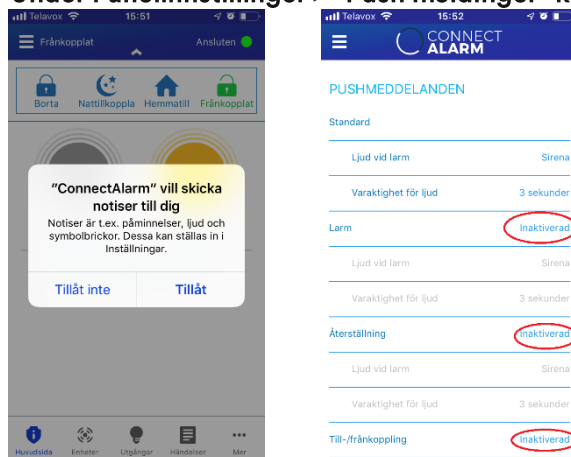 Telavox 15:51
Frånkopplat Ansluten
Borta Nattillkoppla Hemmatill Frånkopplat
"ConnectAlarm" vill skicka
notiser till dig
Notiser är t.ex. påminnelser, ljud och
symbolbrickor. Dessa kan ställas in i
Inställningar.
Tillåt inte Tillåt
Huvudsida Enheter Utgångar Händelser Mer
Telavox 15:52
CONNECT
ALARM
PUSHMEDDELANDEN
Standard
Ljud vid larm Sirena
Varaktighet för ljud 3 sekunder
Larm Inaktiverad
Ljud vid larm Sirena
Varaktighet för ljud 3 sekunder
Återställning Inaktiverad
Ljud vid larm Sirena
Varaktighet för ljud 3 sekunder
Till-/frånkoppling Inaktiverad